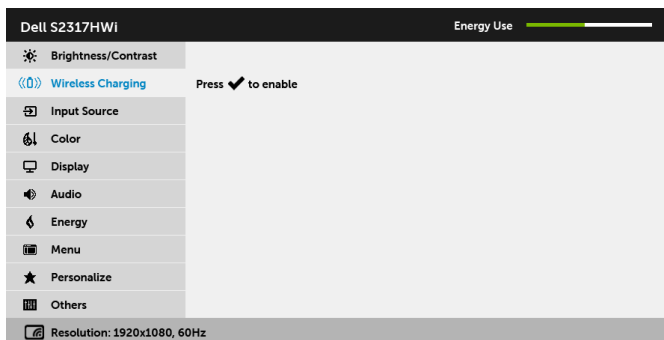 Dell S2317HWi
Energy Use
Brightness/Contrast
Wireless Charging
Press ✔ to enable
Input Source
Color
Display
Audio
Energy
Menu
Personalize
Others
Resolution: 1920x1080, 60Hz